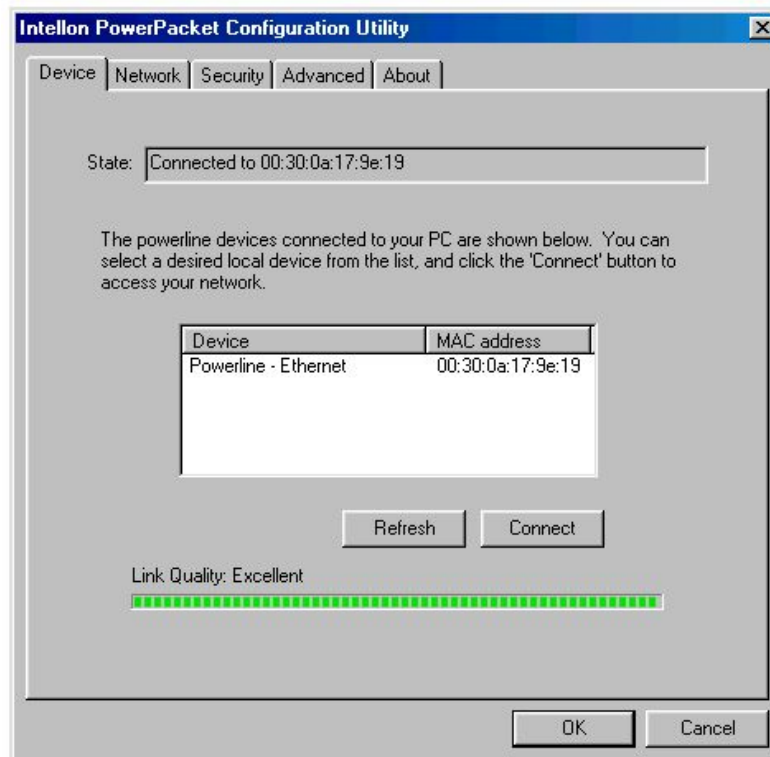 Intellon PowerPacket Configuration Utility
Device Network Security Advanced About
State: Connected to 00:30:0a:17:9e:19
The powerline devices connected to your PC are shown below. You can
select a desired local device from the list, and click the 'Connect' button to
access your network.
Device MAC address
Powerline - Ethernet 00:30:0a:17:9e:19
Refresh Connect
Link Quality: Excellent
OK Cancel